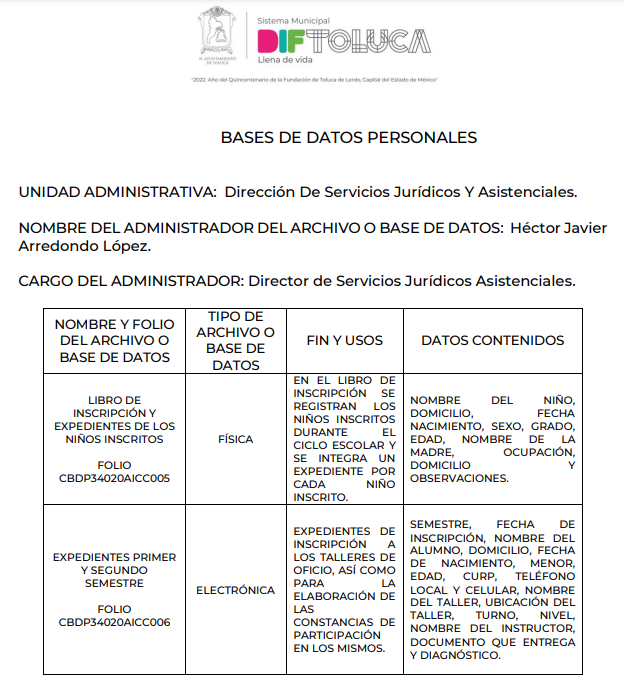 Sistema Municipal
DIFTOLUCA
Llena de vida
H. AYUNTAMIENTO
DE TOLUCA
"2022. Año del Quincentenario de la Fundación de Toluca de Lerdo, Capital del Estado de México"
BASES DE DATOS PERSONALES
UNIDAD ADMINISTRATIVA: Dirección De Servicios Jurídicos Y Asistenciales.
NOMBRE DEL ADMINISTRADOR DEL ARCHIVO O BASE DE DATOS: Héctor Javier
Arredondo López.
CARGO DEL ADMINISTRADOR: Director de Servicios Jurídicos Asistenciales.
NOMBRE Y FOLIO
DEL ARCHIVO O
BASE DE DATOS
TIPO DE
ARCHIVO O
BASE DE
DATOS
FIN Y USOS
DATOS CONTENIDOS
LIBRO DE
INSCRIPCIÓN Y
EXPEDIENTES DE LOS
NIÑOS INSCRITOS
FOLIO
CBDP34020AICC005
FÍSICA
EN EL LIBRO DE
INSCRIPCIÓN SE
REGISTRAN LOS
NIÑOS INSCRITOS
DURANTE EL
CICLO ESCOLAR Y
SE INTEGRA UN
EXPEDIENTE POR
CADA NIÑO
INSCRITO.
NOMBRE DEL NIÑO,
DOMICILIO, FECHA
NACIMIENTO, SEXO, GRADO,
EDAD, NOMBRE DE LA
MADRE, OCUPACIÓN,
DOMICILIO Y
OBSERVACIONES.
EXPEDIENTES PRIMER
Y SEGUNDO
SEMESTRE
FOLIO
CBDP34020AICC006
ELECTRÓNICA
EXPEDIENTES DE
INSCRIPCIÓN A
LOS TALLERES DE
OFICIO, ASÍ COMO
PARA LA
ELABORACIÓN DE
LAS
CONSTANCIAS DE
PARTICIPACIÓN
EN LOS MISMOS.
SEMESTRE, FECHA DE
INSCRIPCIÓN, NOMBRE DEL
ALUMNO, DOMICILIO, FECHA
DE NACIMIENTO, MENOR,
EDAD, CURP, TELÉFONO
LOCAL Y CELULAR, NOMBRE
DEL TALLER, UBICACIÓN DEL
TALLER, TURNO, NIVEL,
NOMBRE DEL INSTRUCTOR,
DOCUMENTO QUE ENTREGA
Y DIAGNÓSTICO.